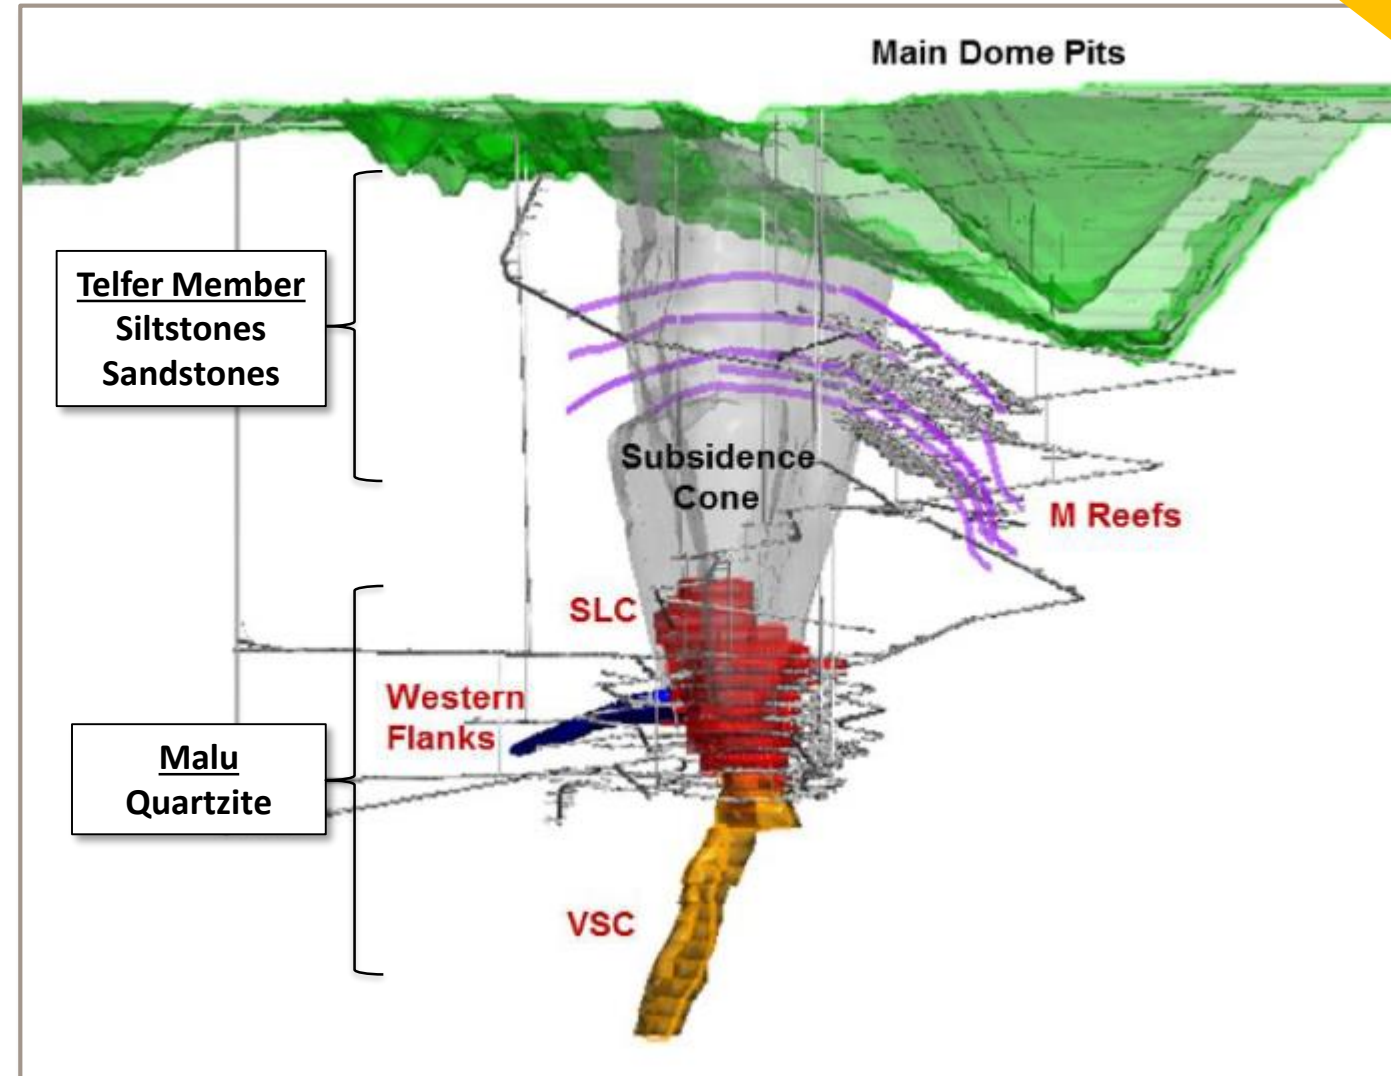 Main Dome Pits
Telfer Member
Siltstones
Sandstones
Subsidence
Cone
M Reefs
SLC
Western
Flanks
Malu
Quartzite
VSC